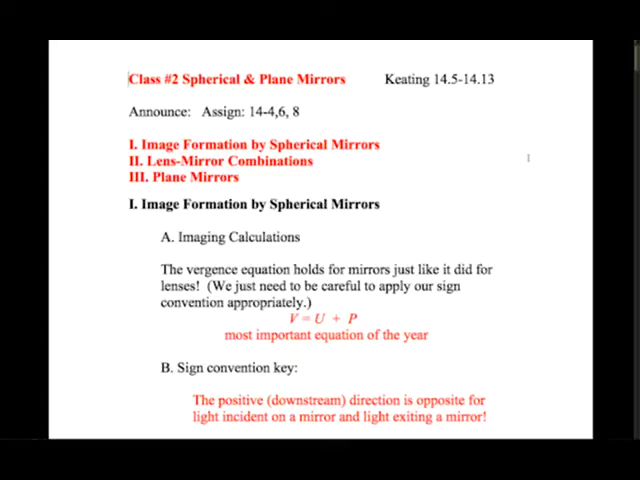 Class #2 Spherical & Plane Mirrors Keating 14.5-14.13
Announce: Assign: 14-4,6, 8
I. Image Formation by Spherical Mirrors
II. Lens-Mirror Combinations
III. Plane Mirrors
I. Image Formation by Spherical Mirrors
A. Imaging Calculations
The vergence equation holds for mirrors just like it did for
lenses! (We just need to be careful to apply our sign
convention appropriately.)
V = U + P
most important equation of the year
B. Sign convention key:
The positive (downstream) direction is opposite for
light incident on a mirror and light exiting a mirror!